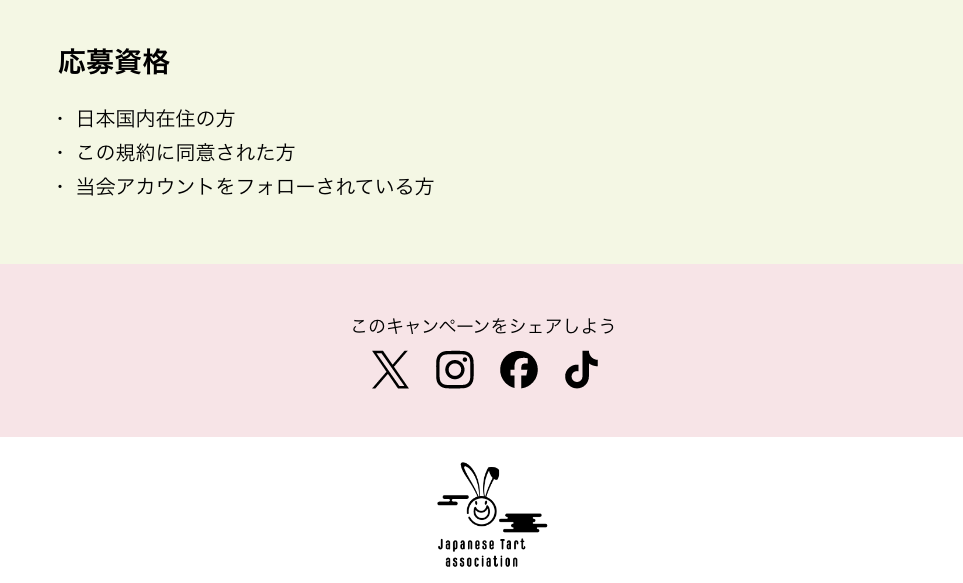 応募資格
・ 日本国内在住の方
・ この規約に同意された方
・ 当会アカウントをフォローされている方
このキャンペーンをシェアしよう
Japanese Tart
association